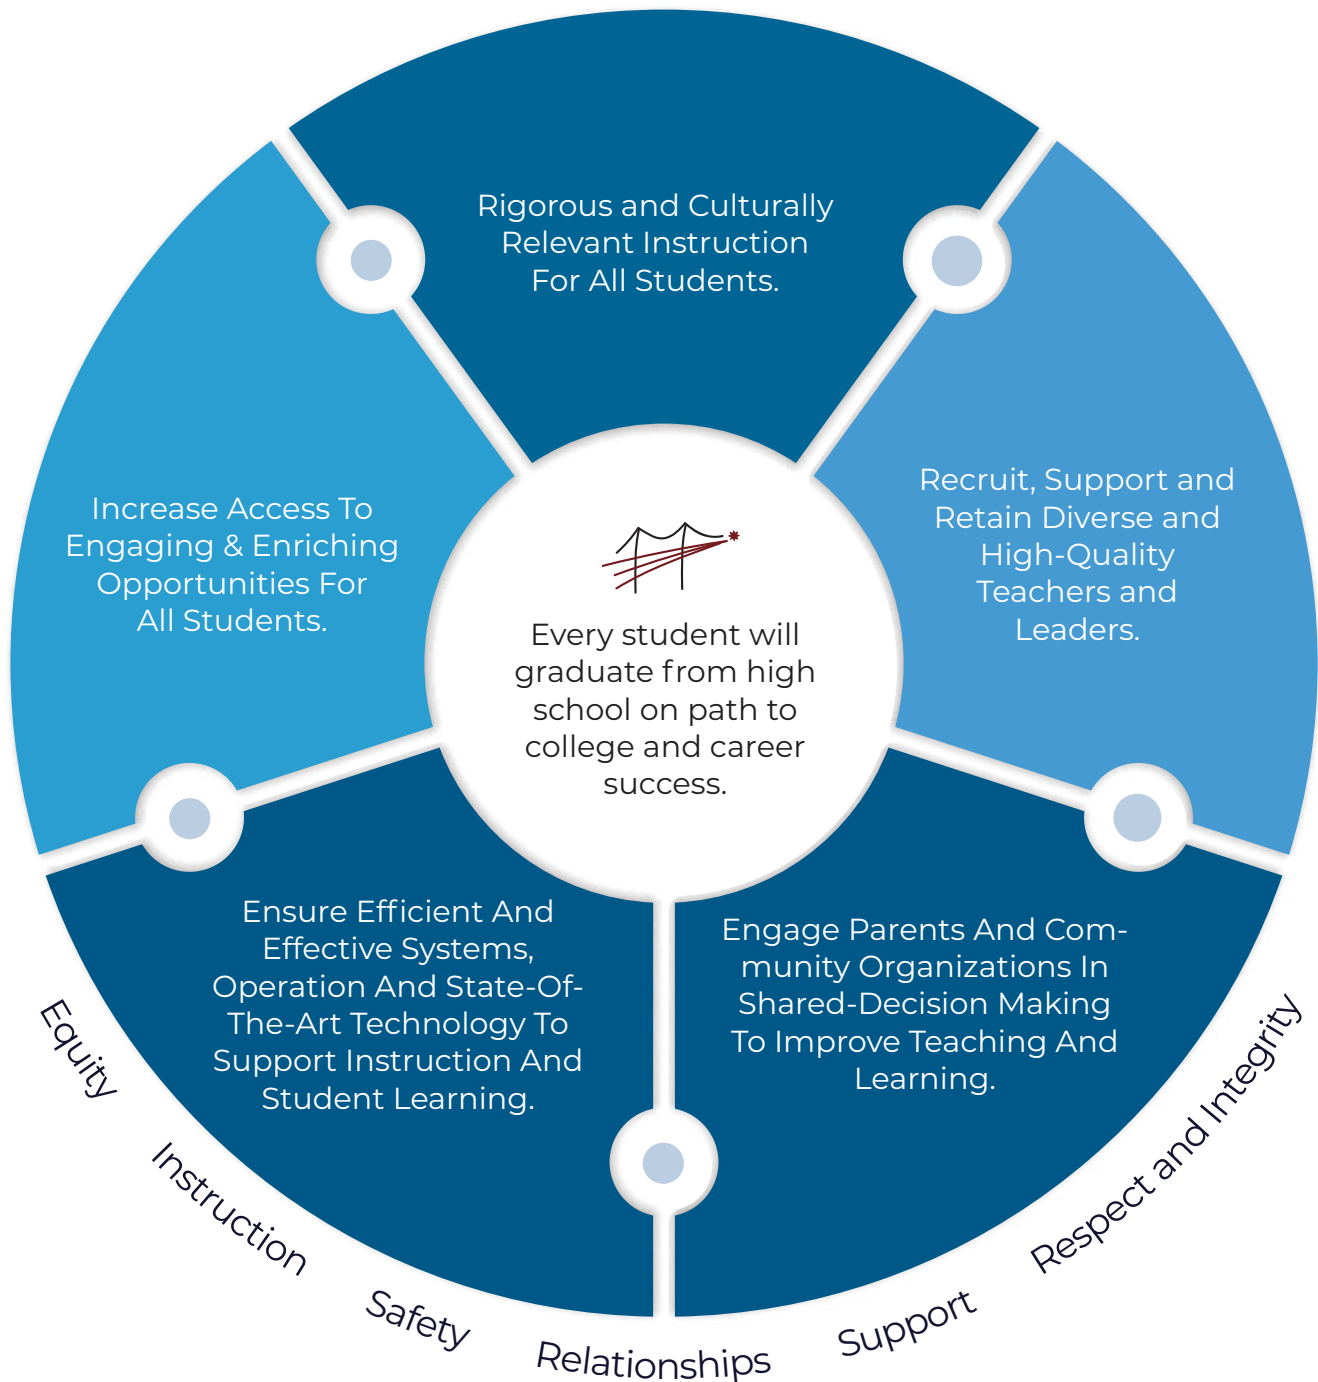 Rigorous and Culturally
Relevant Instruction
For All Students.
Recruit, Support and
Retain Diverse and
High-Quality
Teachers and
Leaders.
Increase Access To
Engaging & Enriching
Opportunities For
All Students.
Every student will
graduate from high
school on path to
college and career
success.
Ensure Efficient And
Effective Systems,
Operation And State-Of-
The-Art Technology To
Support Instruction And
Student Learning.
Engage Parents And Com-
munity Organizations In
Shared-Decision Making
To Improve Teaching And
Learning.
Equity
Instruction
Safety
Relationships
Support
Respect and Integrity